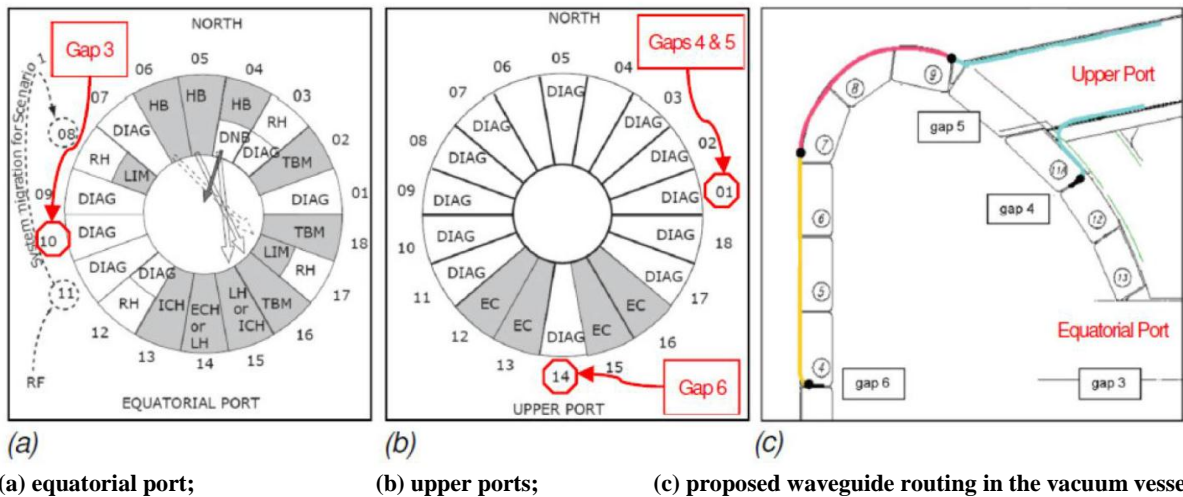 NORTH
Gap 3
System migration for Scenario 1
05
06
04
07
03
08
02
09
01
10
18
11
17
12
16
13
15
14
HB
HB
HB
DIAG
DNB
RH
DIAG
RH
TBM
LIM
DIAG
DIAG
DIAG
TBM
DIAG
LIM
RH
DIAG
RH
ICH
ECH
or
LH
LH
or
ICH
TBM
RF
EQUATORIAL PORT
(a)
NORTH
Gaps 4 & 5
05
06
04
07
03
08
02
09
01
10
18
11
17
12
16
13
15
14
DIAG
DIAG
DIAG
DIAG
DIAG
DIAG
DIAG
DIAG
DIAG
DIAG
DIAG
EC
EC
DIAG
EC
EC
Gap 6
UPPER PORT
(b)
Upper Port
9
8
gap 5
7
11A
gap 4
6
12
5
13
Equatorial Port
4
gap 6
gap 3
(c)
(a) equatorial port; (b) upper ports; (c) proposed waveguide routing in the vacuum vesse